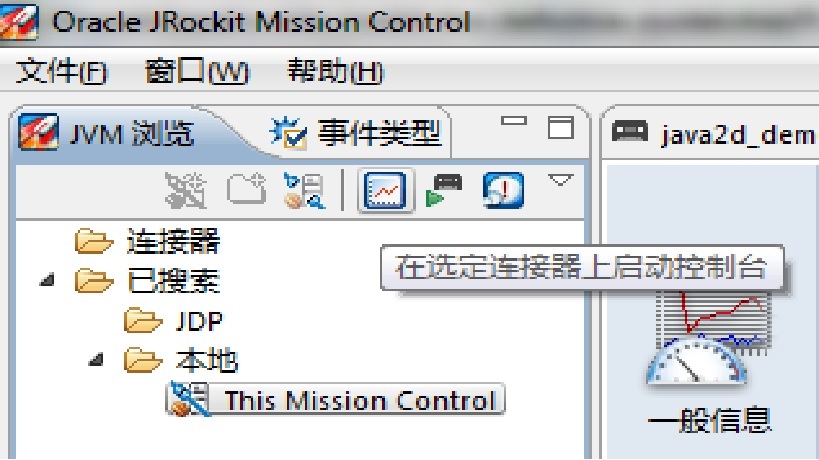 Oracle JRockit Mission Control
文件(F) 窗口(W) 帮助(H)
JVM 浏览 事件类型 java2d_dem
连接器
在选定连接器上启动控制台
已搜索
JDP
本地
This Mission Control
一般信息